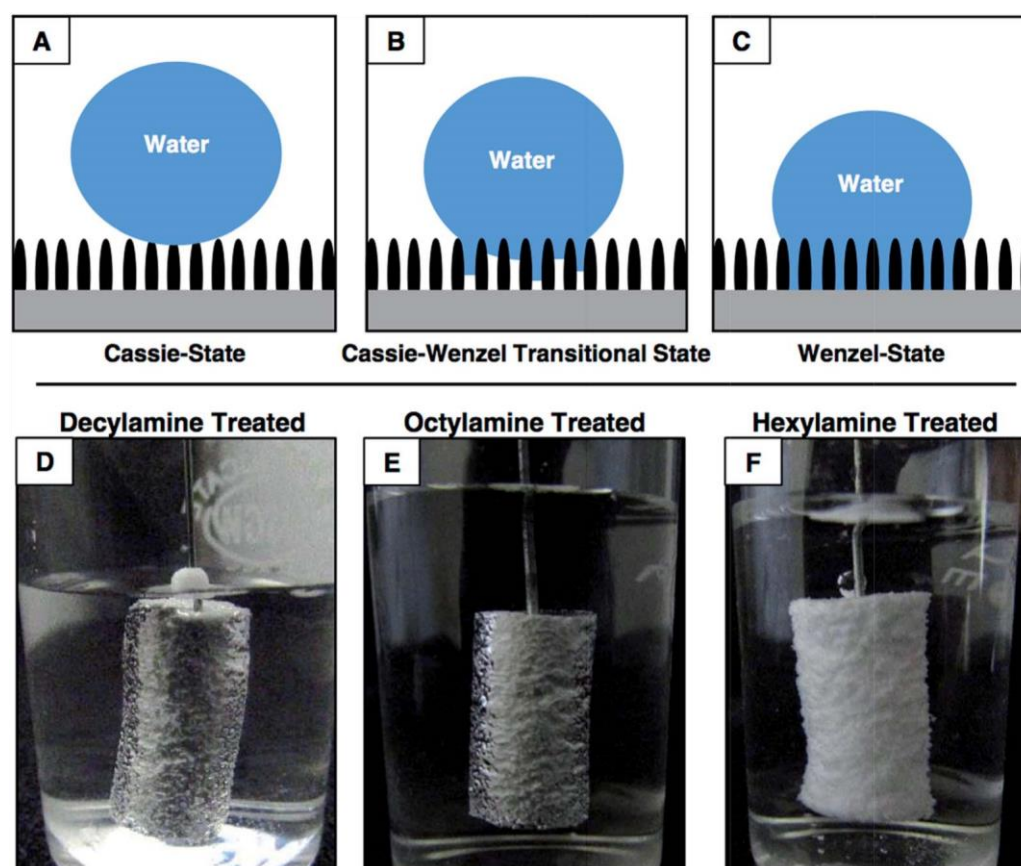 A
B
C
Water
Water
Water
Cassie-State
Cassie-Wenzel Transitional State
Wenzel-State
Decylamine Treated
Octylamine Treated
Hexylamine Treated
D
E
F